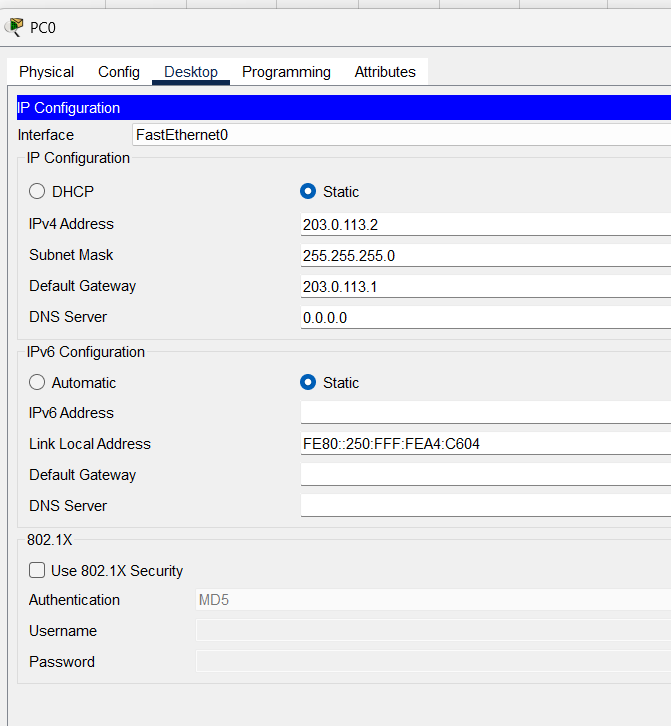 PC0
Physical Config Desktop Programming Attributes
IP Configuration
Interface FastEthernet0
IP Configuration
DHCP Static
IPv4 Address 203.0.113.2
Subnet Mask 255.255.255.0
Default Gateway 203.0.113.1
DNS Server 0.0.0.0
IPv6 Configuration
Automatic Static
IPv6 Address
Link Local Address FE80::250:FFF:FEA4:C604
Default Gateway
DNS Server
802.1X
Use 802.1X Security
Authentication MD5
Username
Password